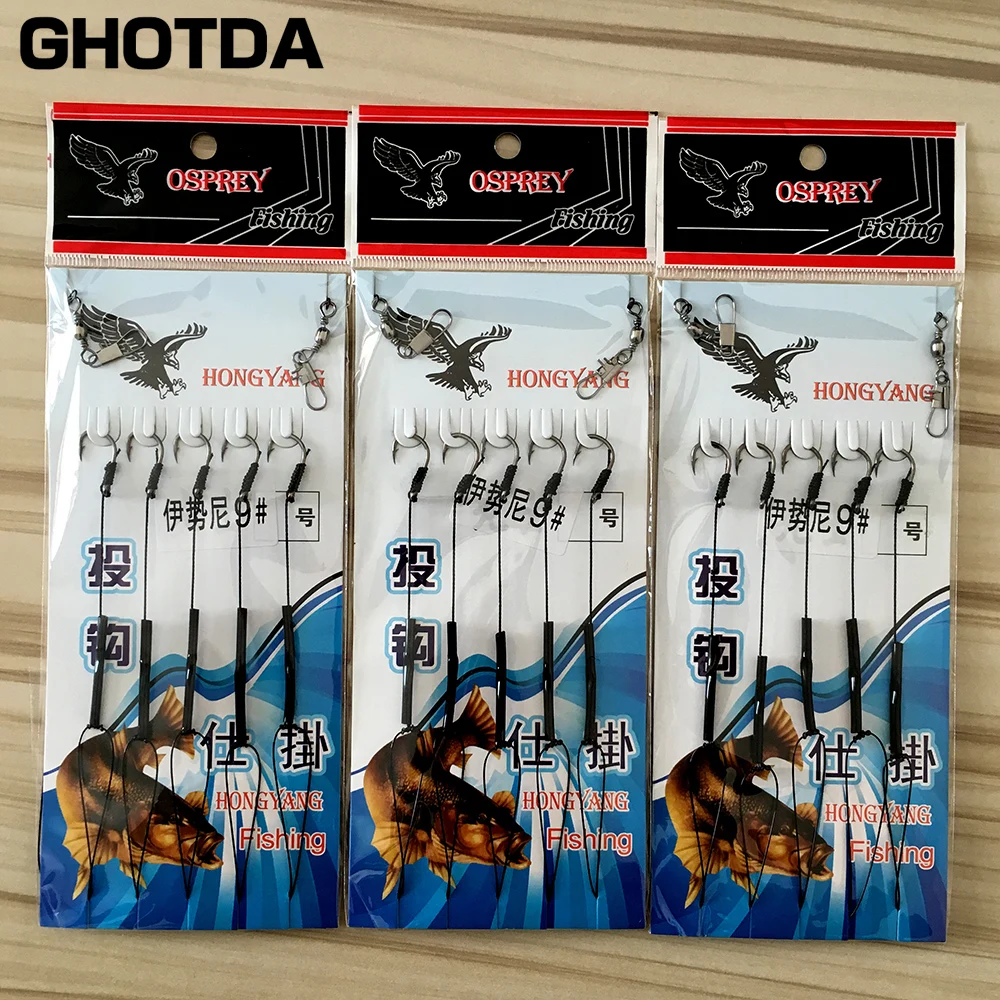 GHOTDA
OSPREY
Fishing
HONGYANG
伊势尼9#
号
投
钩
仕掛
HONGYANG
Fishing
OSPREY
Fishing
HONGYANG
伊势尼9#
号
投
钩
仕掛
HONGYANG
Fishing
OSPREY
Fishing
HONGYANG
伊势尼9#
号
投
钩
仕掛
HONGYANG
Fishing